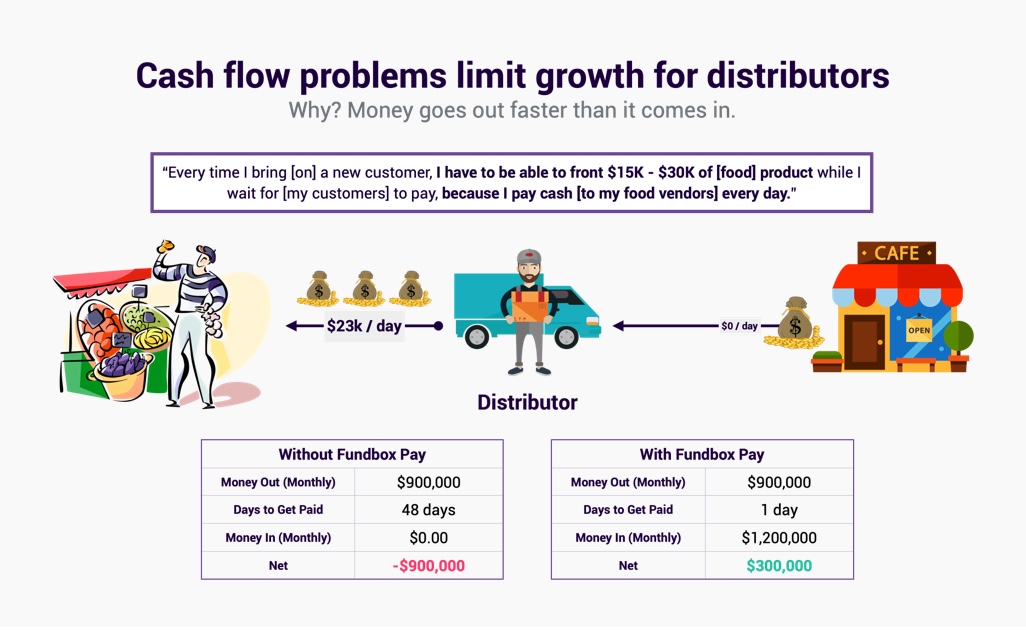 Cash flow problems limit growth for distributors
Why? Money goes out faster than it comes in.
“Every time I bring [on] a new customer, I have to be able to front $15K - $30K of [food] product while I
wait for [my customers] to pay, because I pay cash [to my food vendors] every day."
CAFE
$ $ $
$23k / day
$0 / day
$
OPEN
Distributor
Without Fundbox Pay
Money Out (Monthly) $900,000
Days to Get Paid 48 days
Money In (Monthly) $0.00
Net -$900,000
With Fundbox Pay
Money Out (Monthly) $900,000
Days to Get Paid 1 day
Money In (Monthly) $1,200,000
Net $300,000